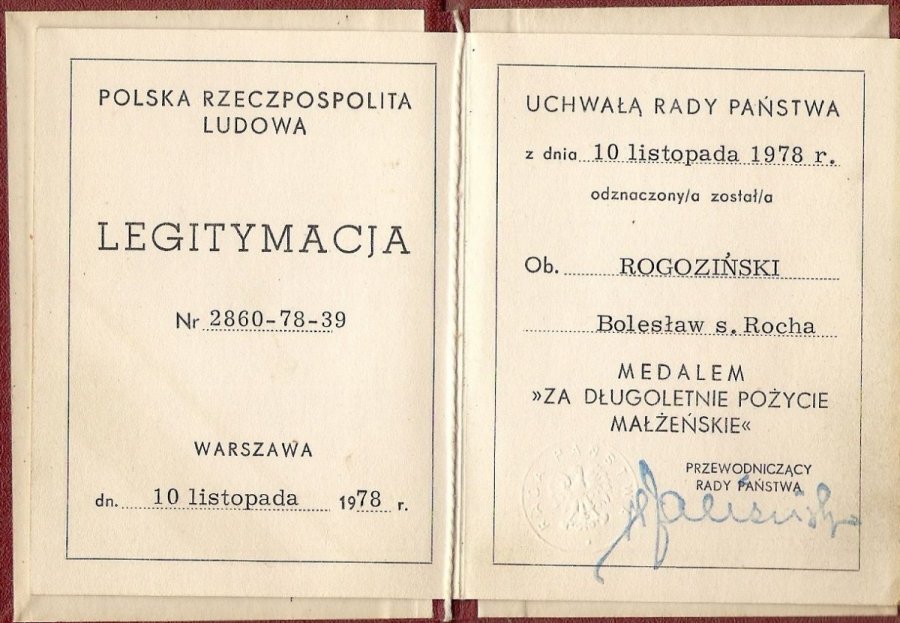 POLSKA RZECZPOSPOLITA
LUDOWA
LEGITYMACJA
Nr 2860-78-39
WARSZAWA
dn. 10 listopada 1978 r.
UCHWAŁĄ RADY PAŃSTWA
z dnia 10 listopada 1978 r.
odznaczony/a został/a
Ob. ROGOZIŃSKI
Bolesław s. Rocha
MEDALEM
»ZA DŁUGOLETNIE POŻYCIE
MAŁŻEŃSKIE«
PRZEWODNICZĄCY
RADY PAŃSTWA